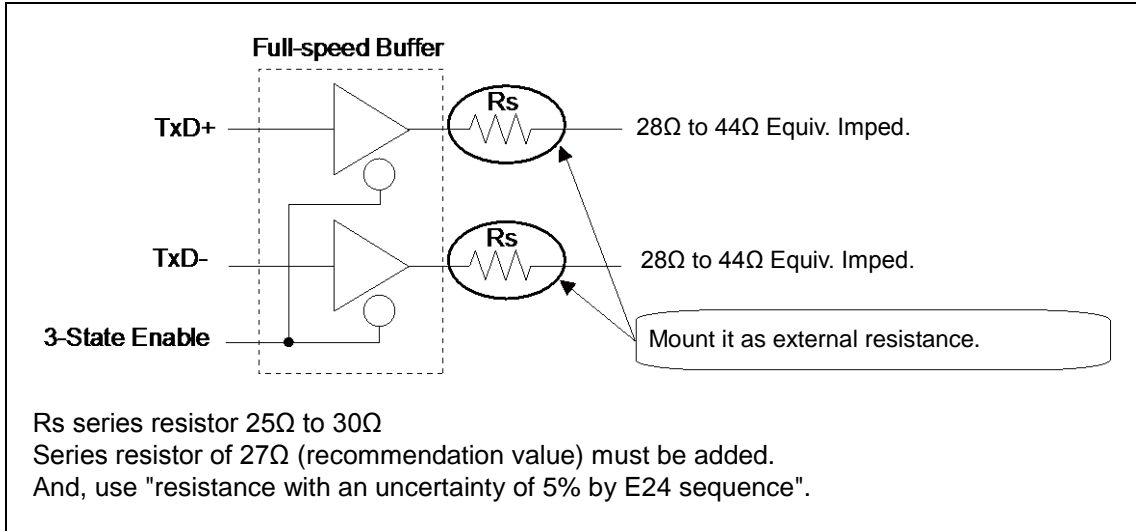 Full-speed Buffer
Rs
TxD+
28Ω to 44Ω Equiv. Imped.
Rs
TxD-
28Ω to 44Ω Equiv. Imped.
3-State Enable
Mount it as external resistance.
Rs series resistor 25Ω to 30Ω
Series resistor of 27Ω (recommendation value) must be added.
And, use "resistance with an uncertainty of 5% by E24 sequence".